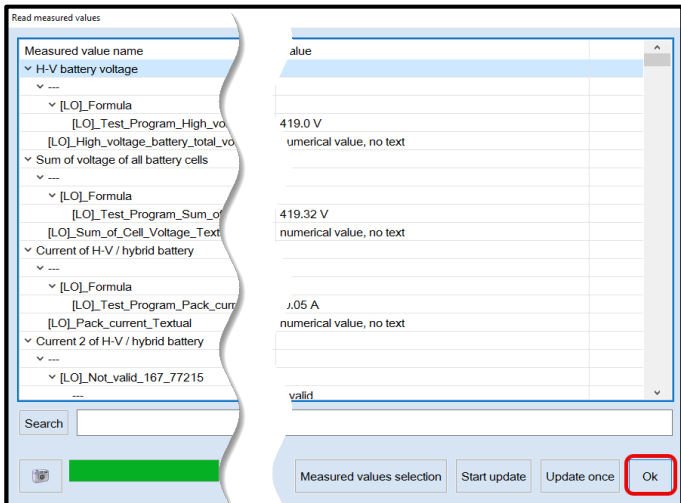 Read measured values
Measured value name alue
H-V battery voltage
---
[LO]_Formula
[LO]_Test_Program_High_vo 419.0 V
[LO]_High_voltage_battery_total_vo umerical value, no text
Sum of voltage of all battery cells
---
[LO]_Formula
[LO]_Test_Program_Sum_of 419.32 V
[LO]_Sum_of_Cell_Voltage_Text numerical value, no text
Current of H-V / hybrid battery
---
[LO]_Formula
[LO]_Test_Program_Pack_curr .05 A
[LO]_Pack_current_Textual numerical value, no text
Current 2 of H-V / hybrid battery
---
[LO]_Not_valid_167_77215
--- valid
Search
Measured values selection Start update Update once Ok